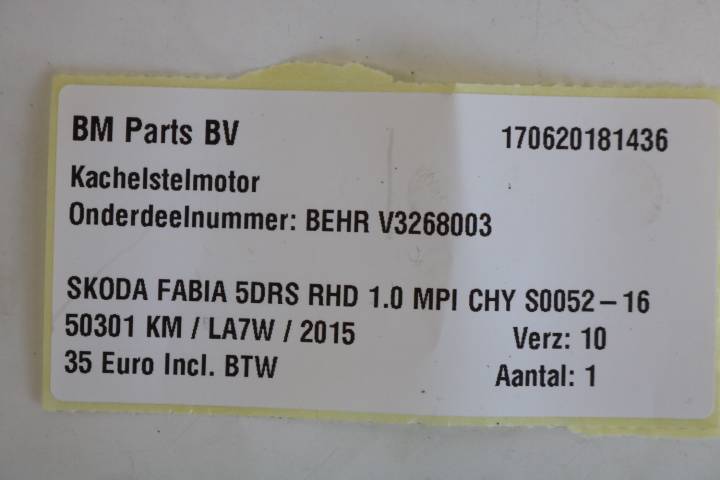 BM Parts BV 170620181436
Kachelstelmotor
Onderdeelnummer: BEHR V3268003
SKODA FABIA 5DRS RHD 1.0 MPI CHY S0052-16
50301 KM / LA7W / 2015 Verz: 10
35 Euro Incl. BTW Aantal: 1